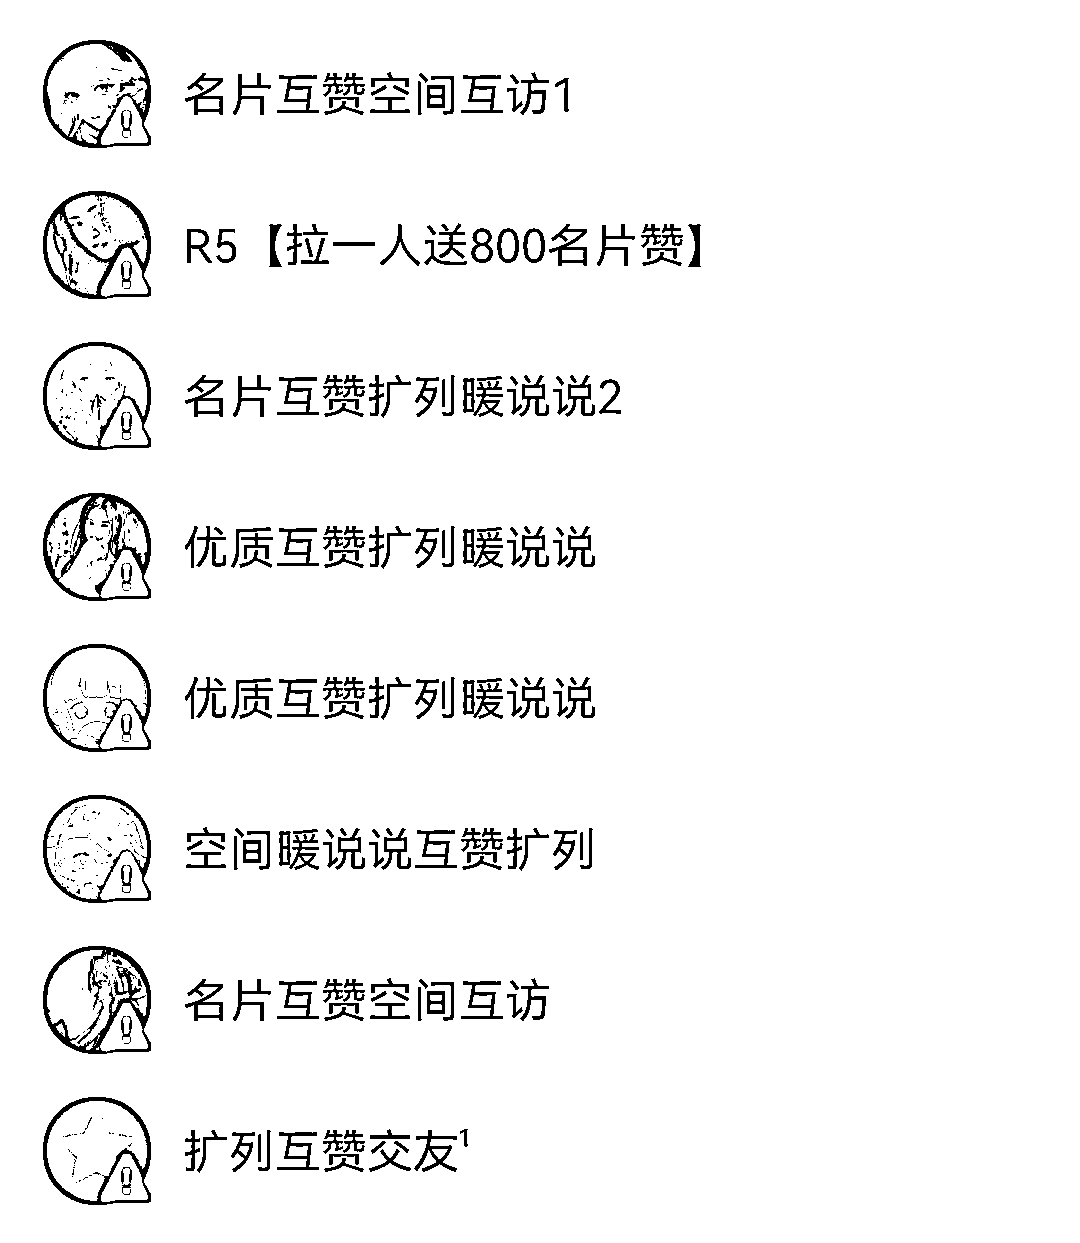 名片互赞空间互访1
R5【拉一人送800名片赞】
名片互赞扩列暖说说2
优质互赞扩列暖说说
优质互赞扩列暖说说
空间暖说说互赞扩列
名片互赞空间互访
扩列互赞交友¹